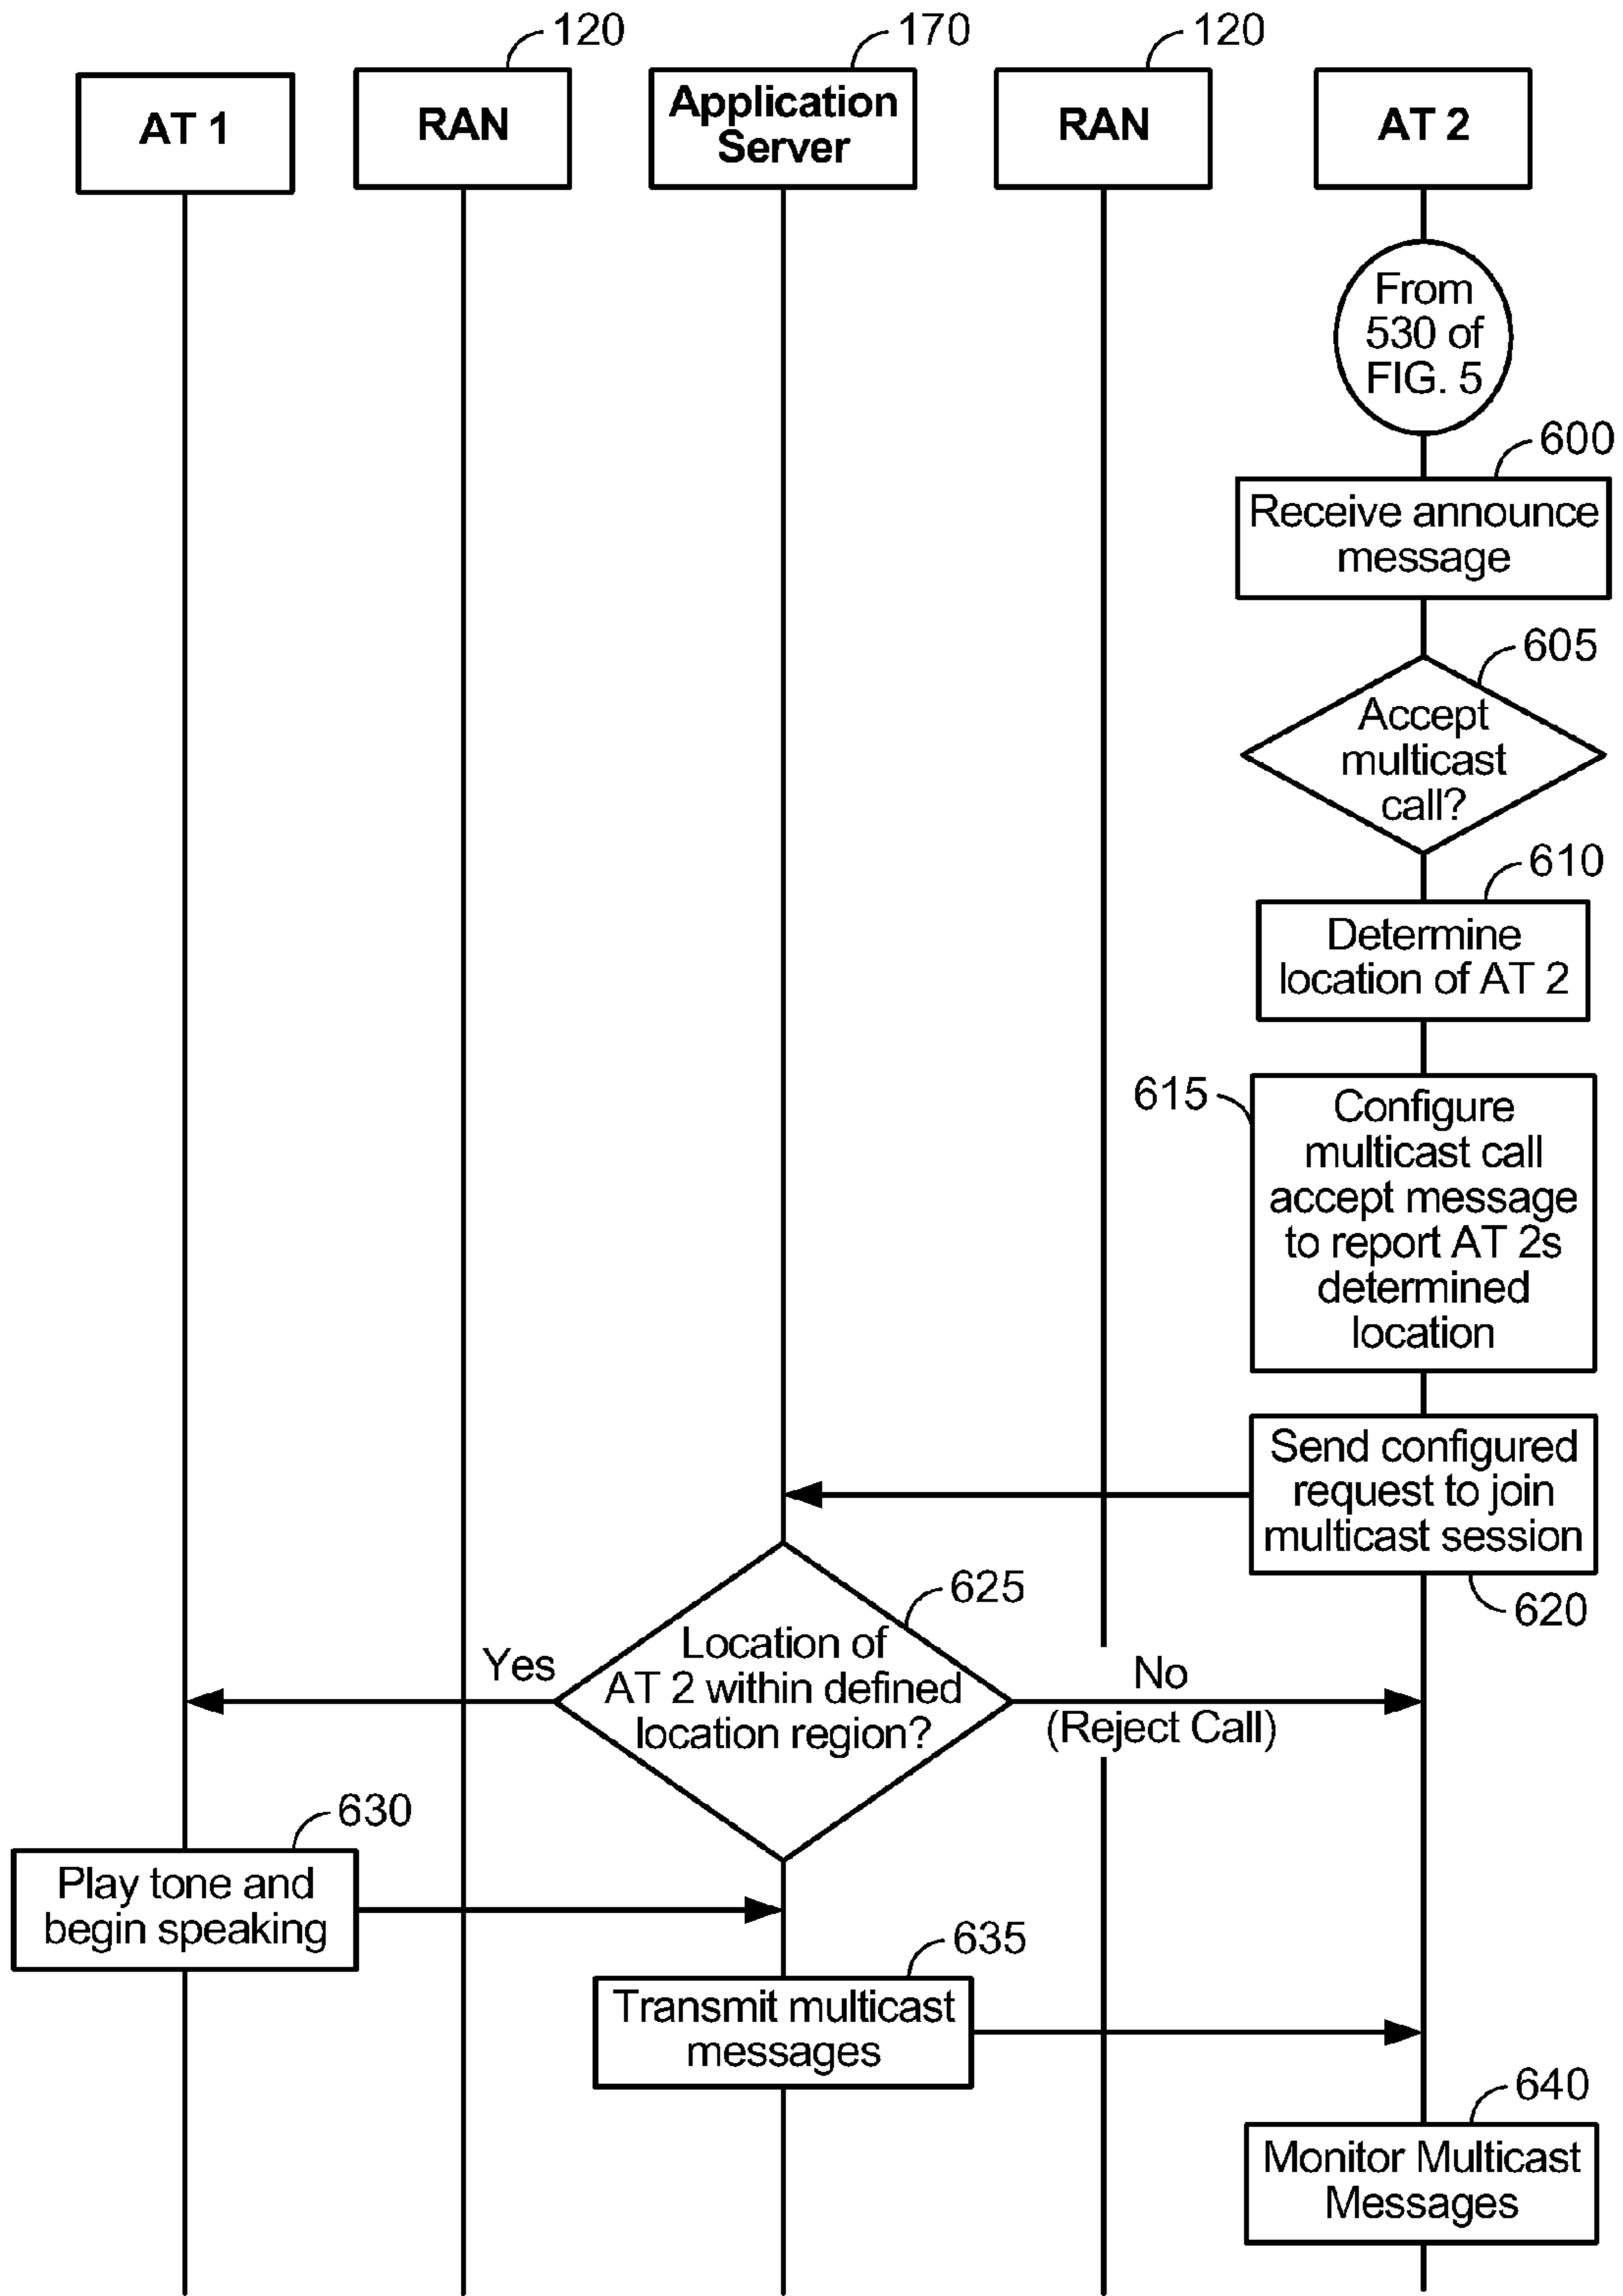 120
170
120
AT 1
RAN
Application
Server
RAN
AT 2
From
530 of
FIG. 5
600
Receive announce
message
605
Accept
multicast
call?
610
Determine
location of AT 2
615
Configure
multicast call
accept message
to report AT 2s
determined
location
Send configured
request to join
multicast session
620
625
Location of
AT 2 within defined
location region?
Yes
No
(Reject Call)
630
Play tone and
begin speaking
635
Transmit multicast
messages
640
Monitor Multicast
Messages